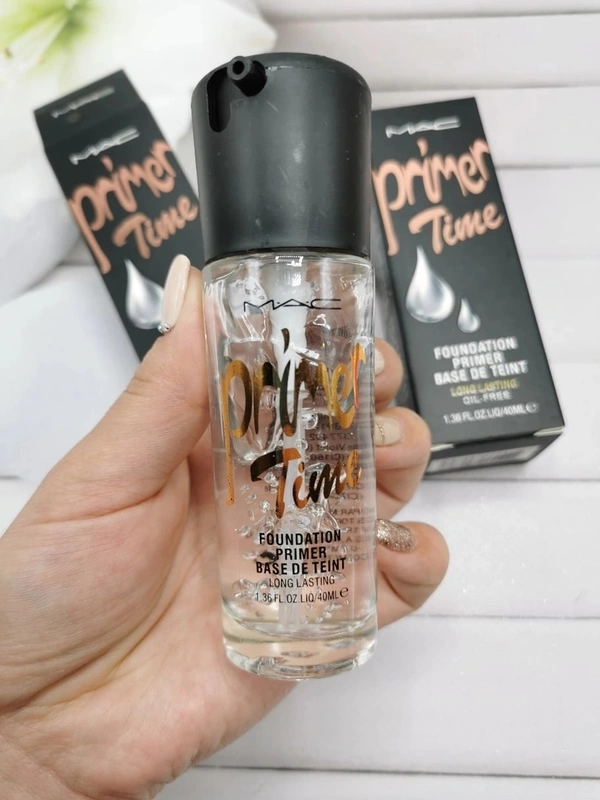 MAC
MAC
primer
Time
MAC
primer
Time
FOUNDATION
PRIMER
BASE DE TEINT
LONG LASTING
1.36 FL.OZ.LIQ/40ML℮
MAC
primer
Time
FOUNDATION
PRIMER
BASE DE TEINT
LONG LASTING
OIL-FREE
1.36 FL.OZ.LIQ/40ML℮